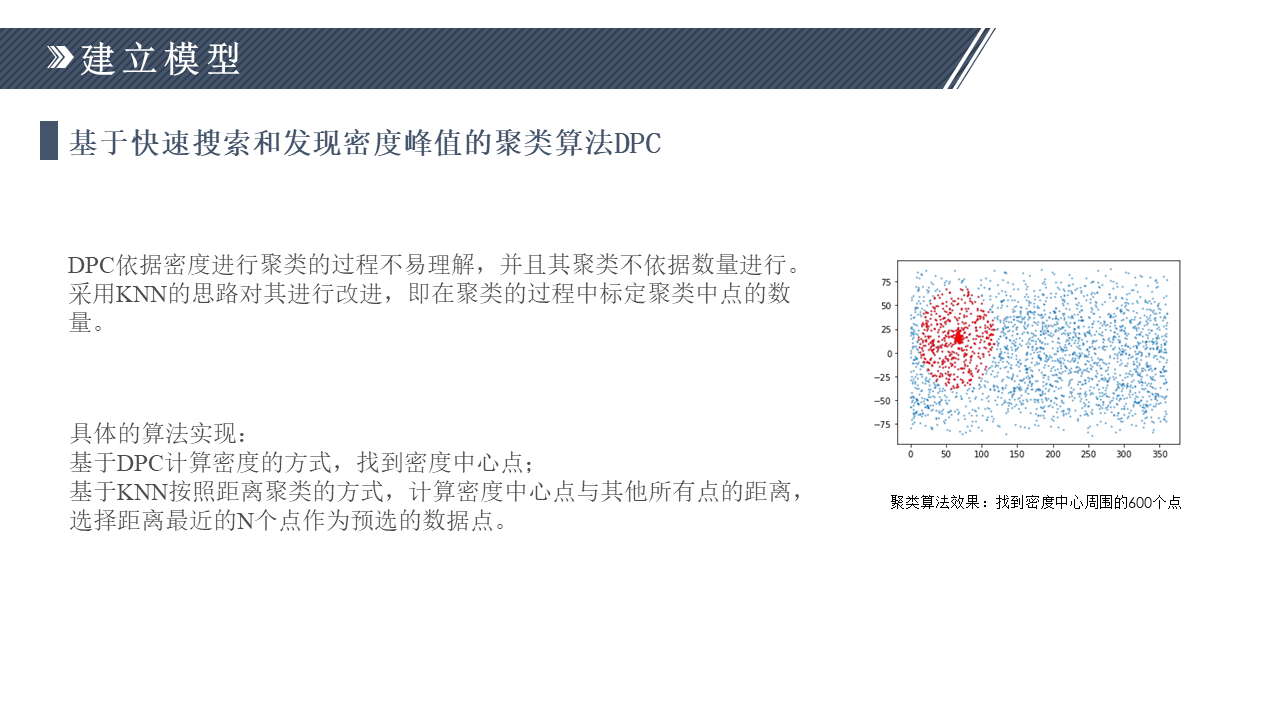 建立模型
基于快速搜索和发现密度峰值的聚类算法DPC
DPC依据密度进行聚类的过程不易理解，并且其聚类不依据数量进行。
采用KNN的思路对其进行改进，即在聚类的过程中标定聚类中点的数
量。
具体的算法实现：
基于DPC计算密度的方式，找到密度中心点；
基于KNN按照距离聚类的方式，计算密度中心点与其他所有点的距离，
选择距离最近的N个点作为预选的数据点。
75
50
25
0
−25
−50
−75
0 50 100 150 200 250 300 350
聚类算法效果：找到密度中心周围的600个点